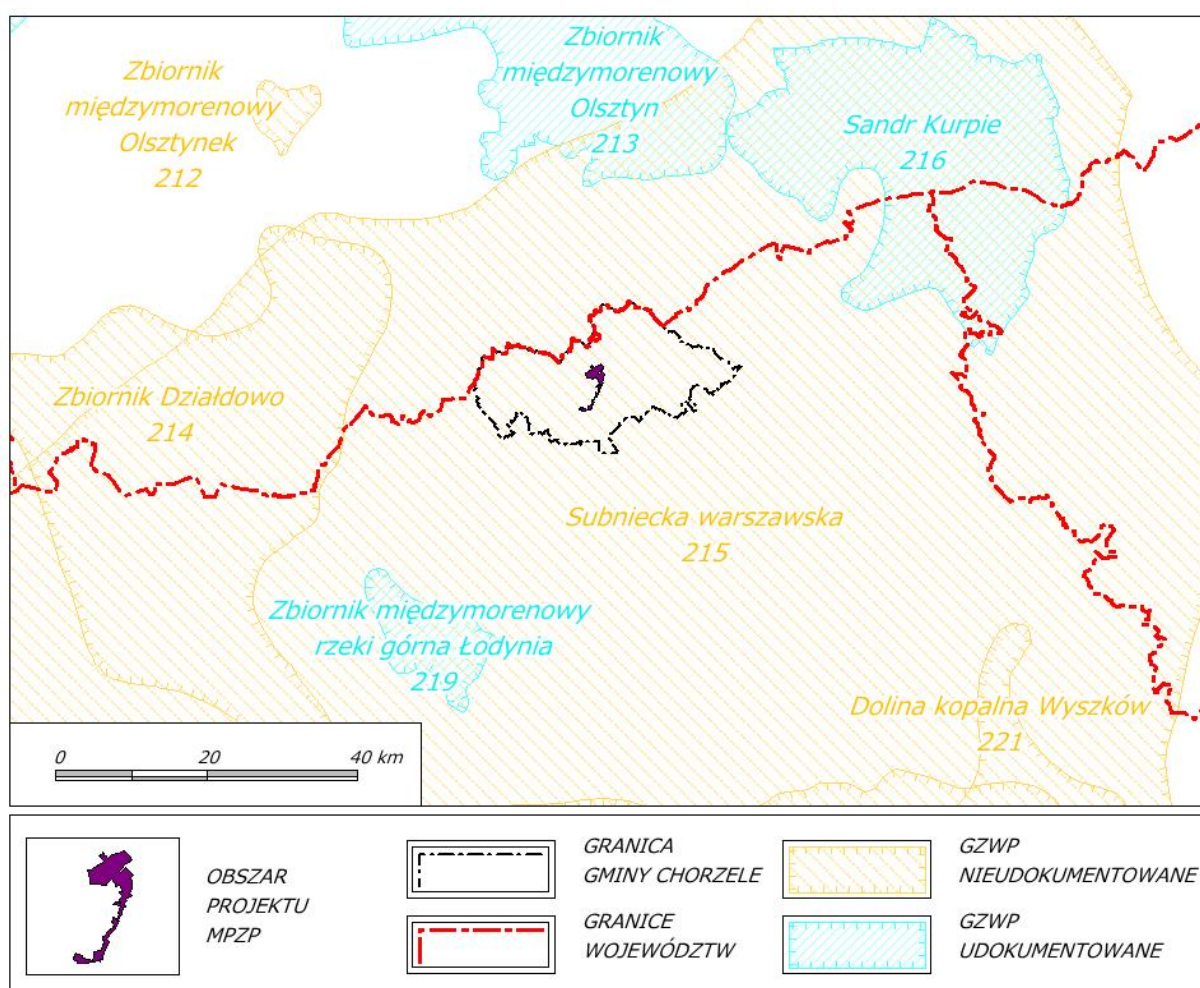 Zbiornik
międzymorenowy
Olsztynek
212
Zbiornik
międzymorenowy
Olsztyn
213
Sandr Kurpie
216
Zbiornik Działdowo
214
Subniecka warszawska
215
Zbiornik międzymorenowy
rzeki górna Łodynia
219
Dolina kopalna Wyszków
221
0 20 40 km
OBSZAR
PROJEKTU
MPZP
GRANICA
GMINY CHORZELE
GRANICE
WOJEWÓDZTW
GZWP
NIEUDOKUMENTOWANE
GZWP
UDOKUMENTOWANE